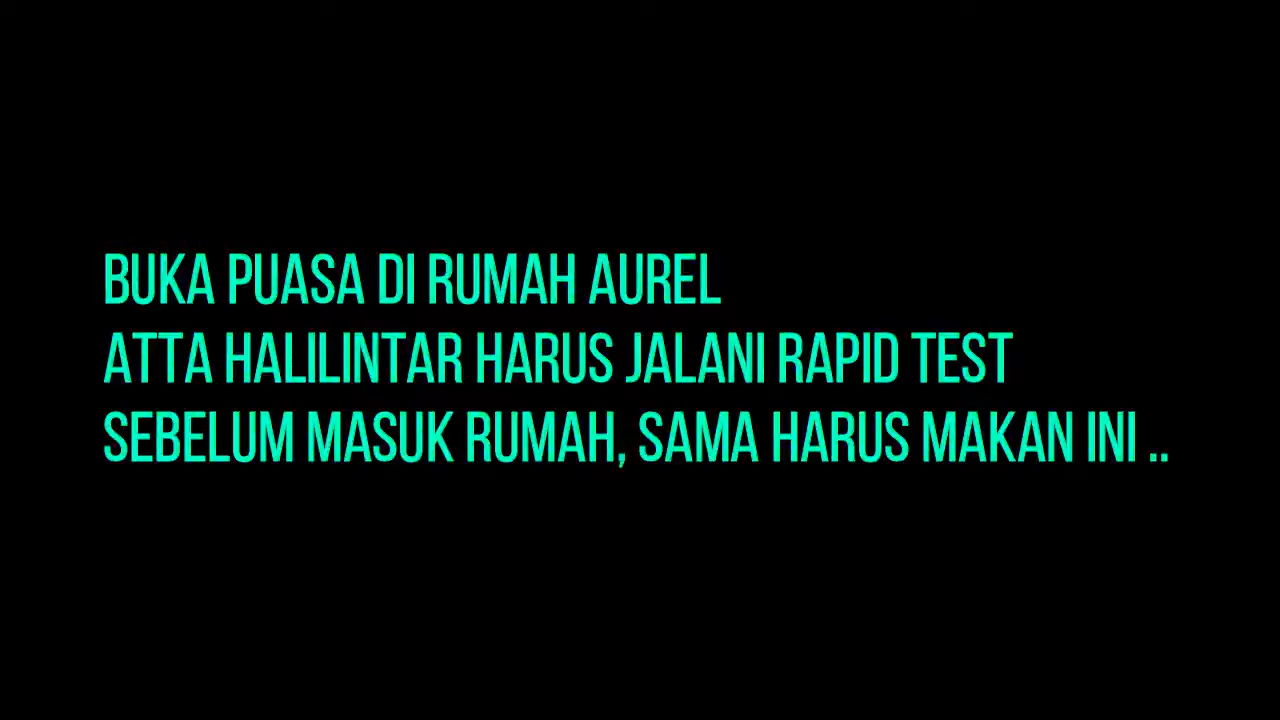 BUKA PUASA DI RUMAH AUREL
ATTA HALILINTAR HARUS JALANI RAPID TEST
SEBELUM MASUK RUMAH, SAMA HARUS MAKAN INI ..